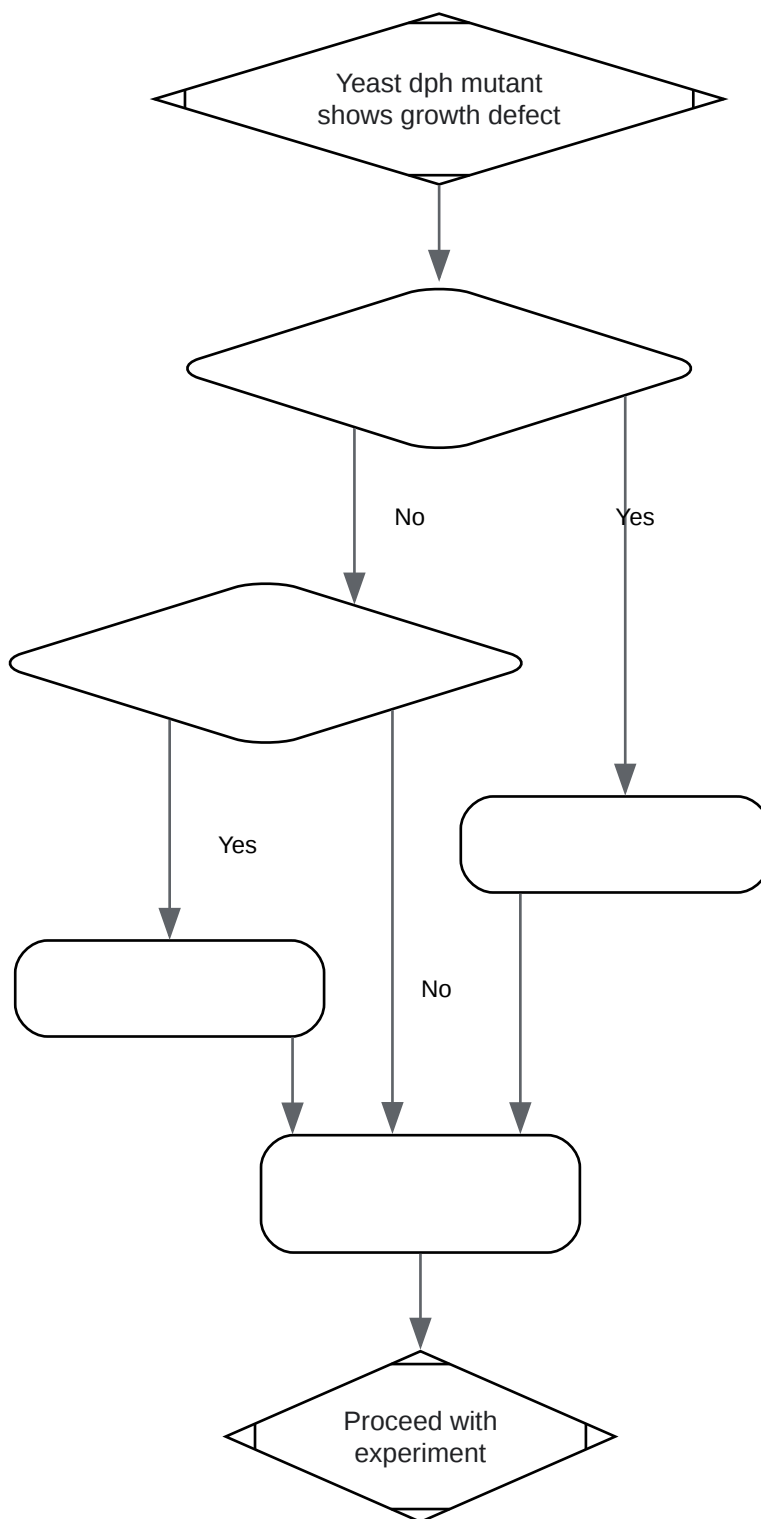 Yeast dph mutant
shows growth defect
No
Yes
Yes
No
Proceed with
experiment